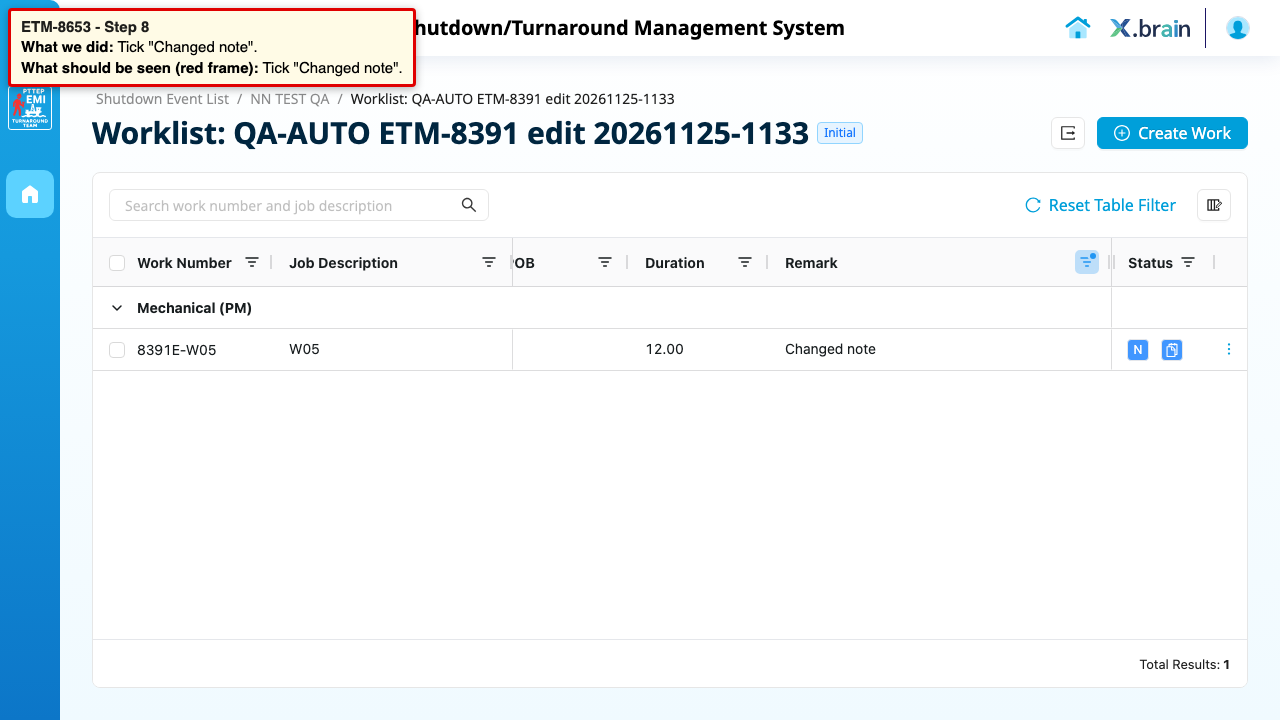 ETM-8653 - Step 8
What we did: Tick "Changed note".
What should be seen (red frame): Tick "Changed note".
hutdown/Turnaround Management System
X.brain
PTTEP
EMI
TURNAROUND
TEAM
Shutdown Event List / NN TEST QA / Worklist: QA-AUTO ETM-8391 edit 20261125-1133
Worklist: QA-AUTO ETM-8391 edit 20261125-1133
Initial
Create Work
Search work number and job description
Reset Table Filter
Work Number Job Description OB Duration Remark Status
Mechanical (PM)
8391E-W05 W05 12.00 Changed note N
Total Results: 1